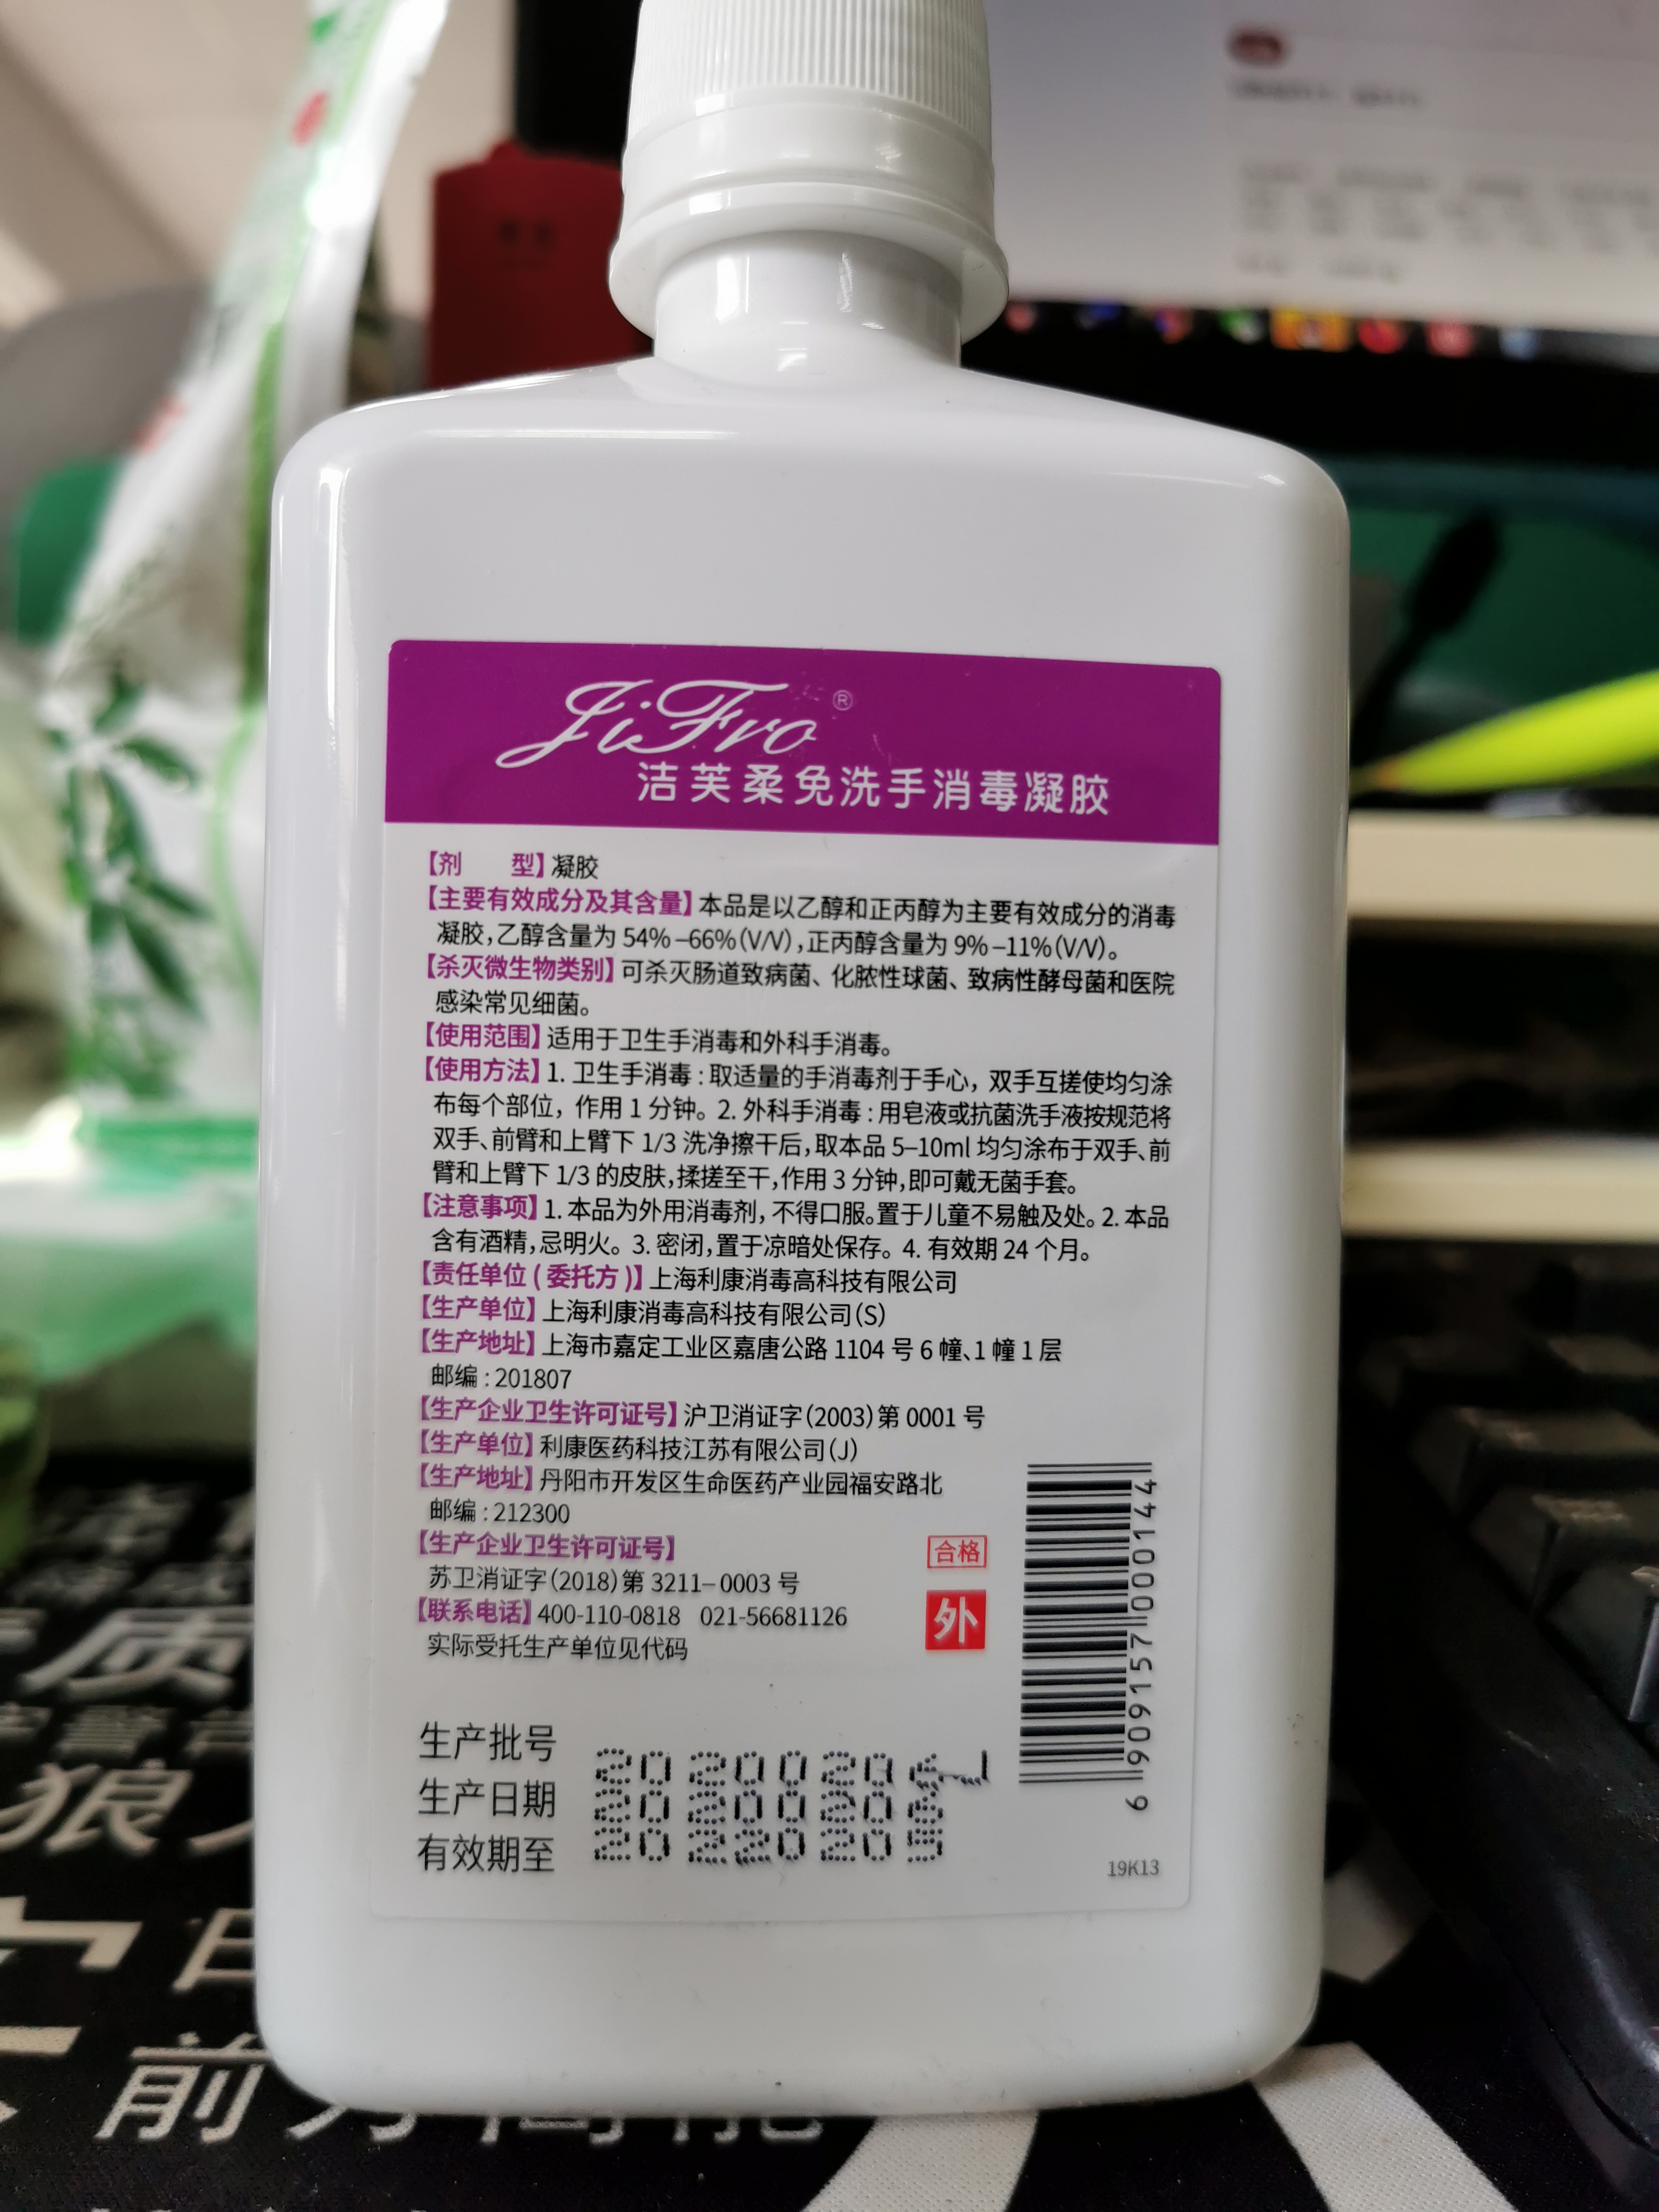 JiFro®
洁芙柔免洗手消毒凝胶
【剂 型】凝胶
【主要有效成分及其含量】本品是以乙醇和正丙醇为主要有效成分的消毒
凝胶,乙醇含量为 54%–66%(V/V),正丙醇含量为 9%–11%(V/V)。
【杀灭微生物类别】可杀灭肠道致病菌、化脓性球菌、致病性酵母菌和医院
感染常见细菌。
【使用范围】适用于卫生手消毒和外科手消毒。
【使用方法】1. 卫生手消毒：取适量的手消毒剂于手心，双手互搓使均匀涂
布每个部位，作用 1 分钟。2. 外科手消毒：用皂液或抗菌洗手液按规范将
双手、前臂和上臂下 1/3 洗净擦干后,取本品 5–10ml 均匀涂布于双手、前
臂和上臂下 1/3 的皮肤,揉搓至干,作用 3 分钟,即可戴无菌手套。
【注意事项】1. 本品为外用消毒剂，不得口服。置于儿童不易触及处。2. 本品
含有酒精,忌明火。3. 密闭,置于凉暗处保存。4. 有效期 24 个月。
【责任单位 ( 委托方 )】上海利康消毒高科技有限公司
【生产单位】上海利康消毒高科技有限公司(S)
【生产地址】上海市嘉定工业区嘉唐公路 1104 号 6 幢、1 幢 1 层
邮编 : 201807
【生产企业卫生许可证号】沪卫消证字(2003)第 0001 号
【生产单位】利康医药科技江苏有限公司(J)
【生产地址】丹阳市开发区生命医药产业园福安路北
邮编 : 212300
【生产企业卫生许可证号】
苏卫消证字(2018)第 3211– 0003 号
【联系电话】400-110-0818 021-56681126
实际受托生产单位见代码
合格
外
生产批号 20200206J
生产日期 20200206
有效期至 20220205
19K13
质
狼
前方高能